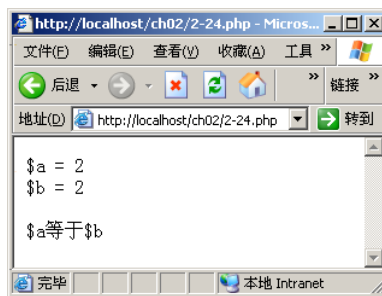 http://localhost/ch02/2-24.php - Micros...
文件(F) 编辑(E) 查看(V) 收藏(A) 工具 »
后退 » 链接 »
地址(D) http://localhost/ch02/2-24.php 转到
$a = 2
$b = 2
$a等于$b
完毕 本地 Intranet